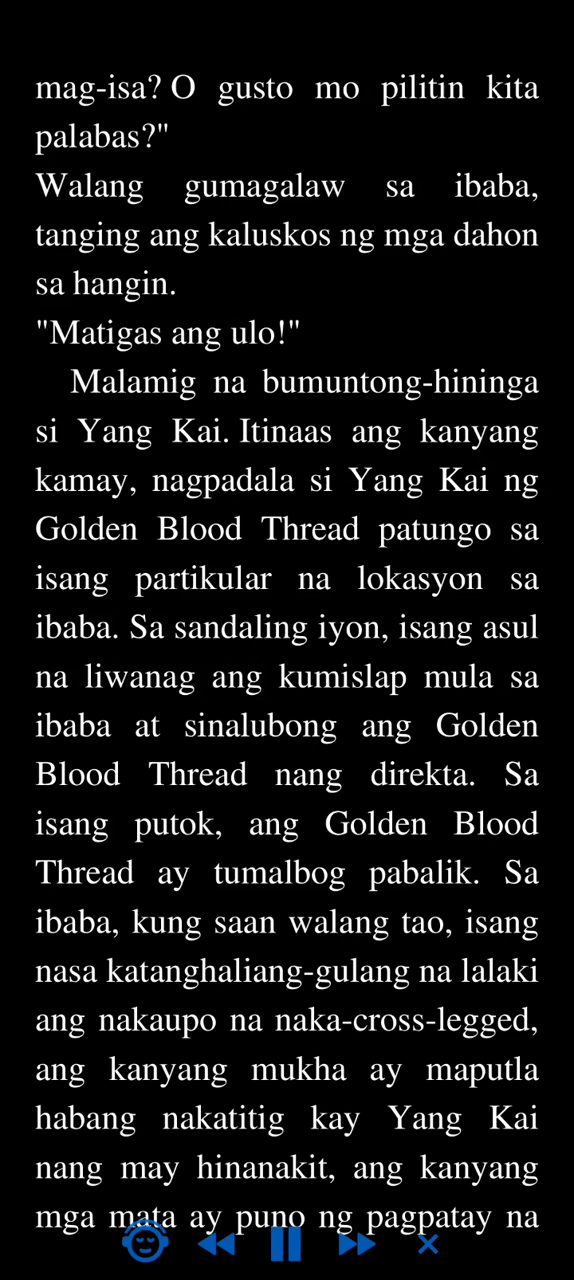 mag-isa? O gusto mo pilitin kita
palabas?"
Walang gumagalaw sa ibaba,
tanging ang kaluskos ng mga dahon
sa hangin.
"Matigas ang ulo!"
Malamig na bumuntong-hininga
si Yang Kai. Itinaas ang kanyang
kamay, nagpadala si Yang Kai ng
Golden Blood Thread patungo sa
isang partikular na lokasyon sa
ibaba. Sa sandaling iyon, isang asul
na liwanag ang kumislap mula sa
ibaba at sinalubong ang Golden
Blood Thread nang direkta. Sa
isang putok, ang Golden Blood
Thread ay tumalbog pabalik. Sa
ibaba, kung saan walang tao, isang
nasa katanghaliang-gulang na lalaki
ang nakaupo na naka-cross-legged,
ang kanyang mukha ay maputla
habang nakatitig kay Yang Kai
nang may hinanakit, ang kanyang
mga mata ay puno ng pagpatay na